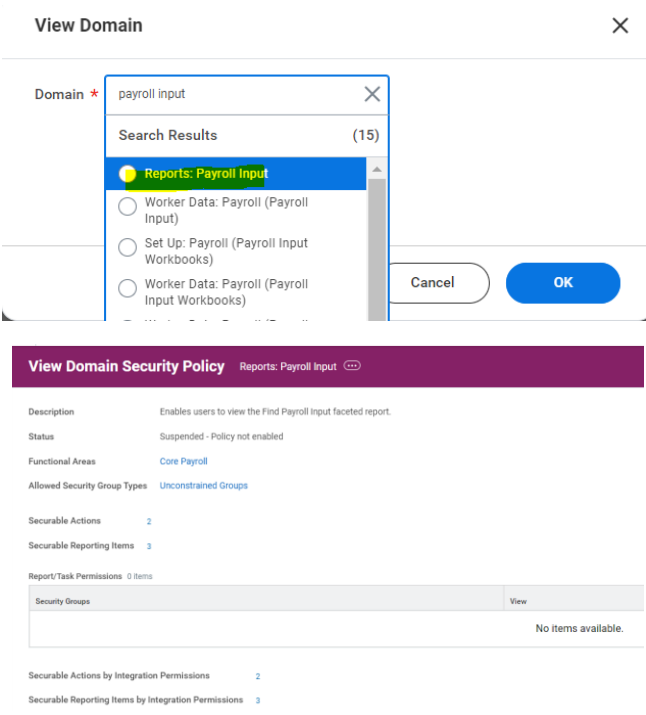 View Domain
Domain * payroll input
Search Results (15)
Reports: Payroll Input
Worker Data: Payroll (Payroll
Input)
Set Up: Payroll (Payroll Input
Workbooks)
Worker Data: Payroll (Payroll
Input Workbooks)
Cancel OK
View Domain Security Policy Reports: Payroll Input
Description Enables users to view the Find Payroll Input faceted report.
Status Suspended - Policy not enabled
Functional Areas Core Payroll
Allowed Security Group Types Unconstrained Groups
Securable Actions 2
Securable Reporting Items 3
Report/Task Permissions 0 items
Security Groups View
No items available.
Securable Actions by Integration Permissions 2
Securable Reporting Items by Integration Permissions 3